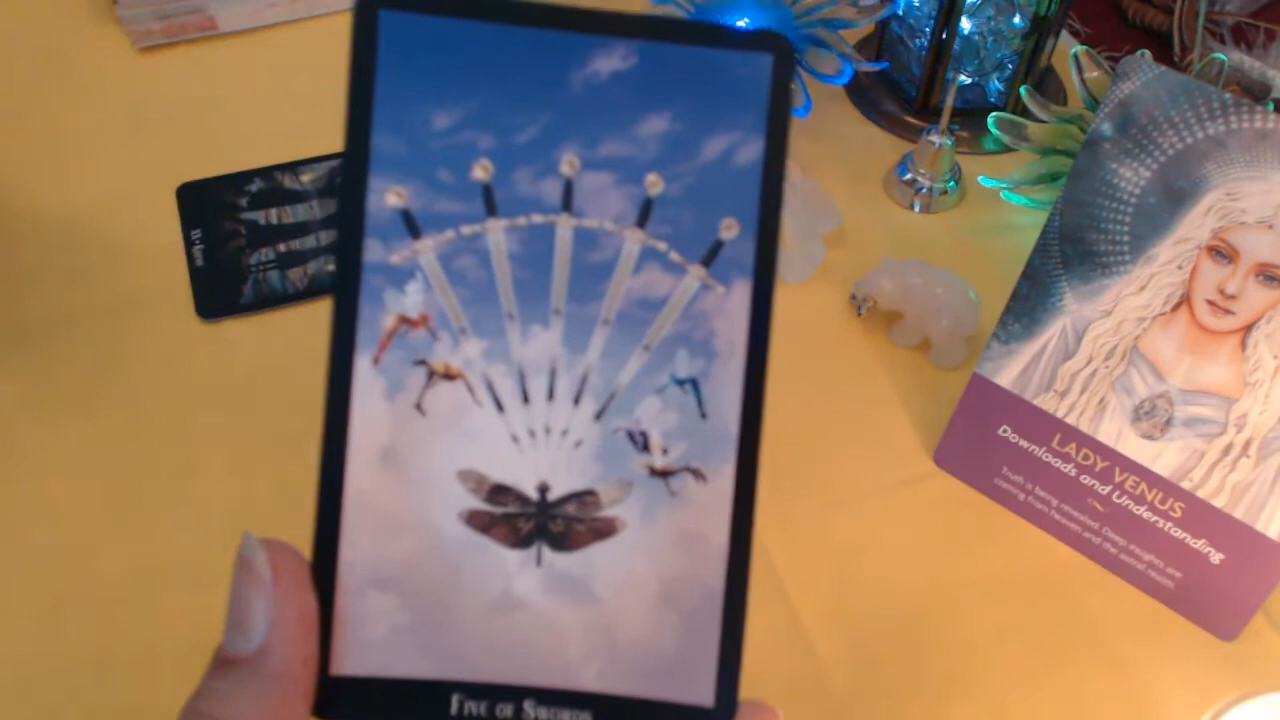 FIVE OF SWORDS
LADY VENUS
Downloads and Understanding
Truth is being revealed. Deep insights are
coming from heaven and the astral realm.